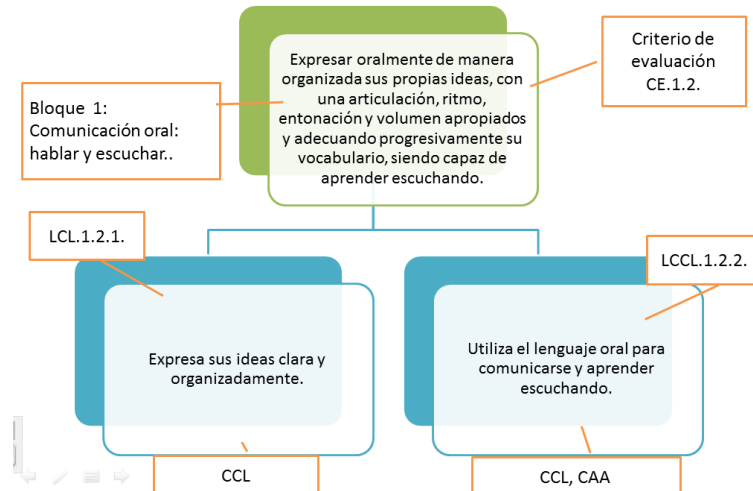 Expresar oralmente de manera
organizada sus propias ideas, con
una articulación, ritmo,
entonación y volumen apropiados
y adecuando progresivamente su
vocabulario, siendo capaz de
aprender escuchando.
Criterio de
evaluación
CE.1.2.
Bloque 1:
Comunicación oral:
hablar y escuchar..
LCL.1.2.1.
LCCL.1.2.2.
Expresa sus ideas clara y
organizadamente.
Utiliza el lenguaje oral para
comunicarse y aprender
escuchando.
CCL
CCL, CAA